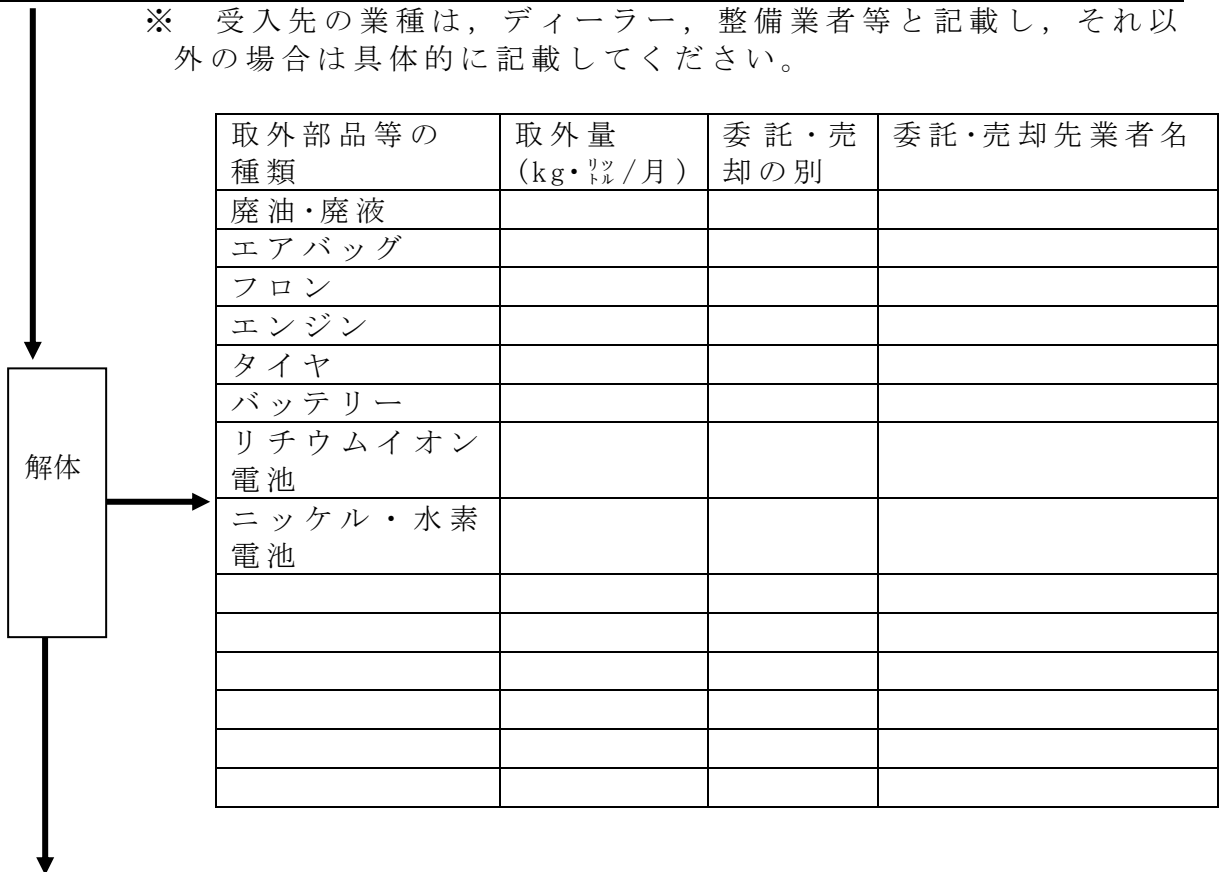 ※　受入先の業種は，ディーラー，整備業者等と記載し，それ以
外の場合は具体的に記載してください。
取外部品等の種類　取外量(kg・リットル/月)　委託・売却の別　委託・売却先業者名
廃油・廃液
エアバッグ
フロン
エンジン
タイヤ
バッテリー
リチウムイオン
電池
解体
ニッケル・水素
電池